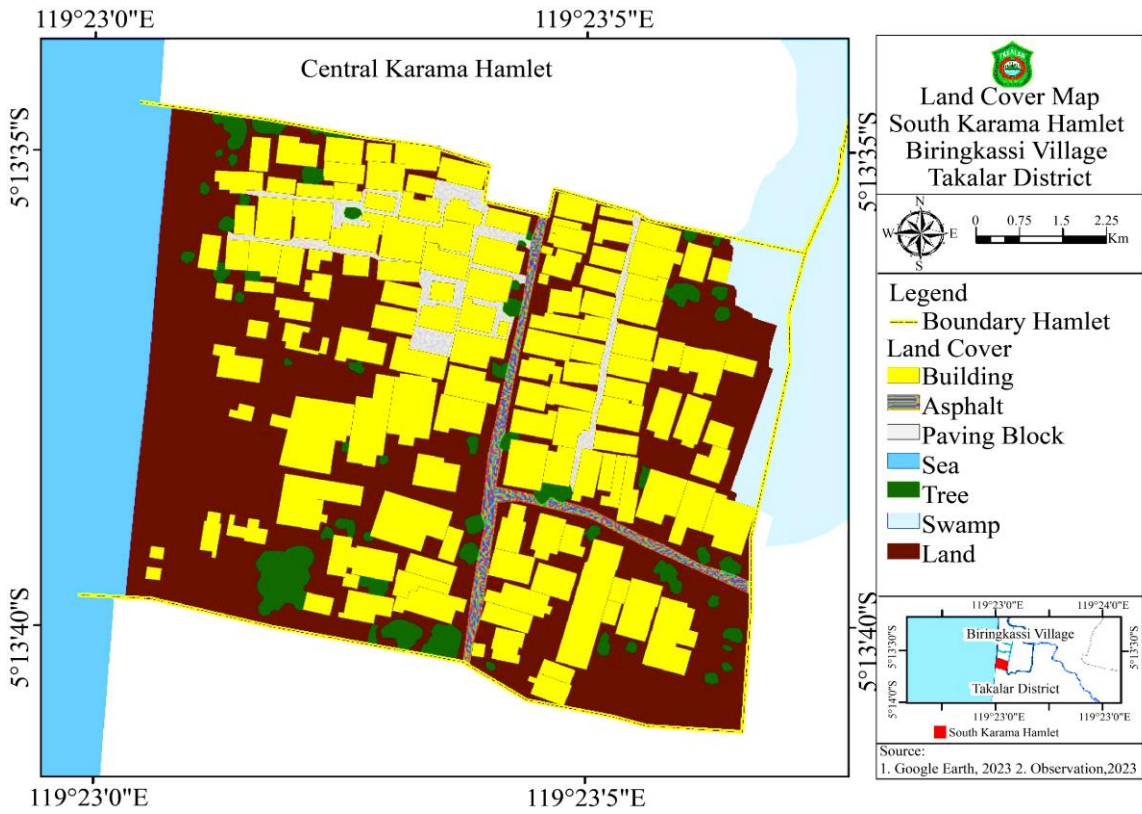 119°23'0"E
119°23'5"E
Central Karama Hamlet
5°13'35"S
5°13'35"S
5°13'40"S
5°13'40"S
119°23'0"E
119°23'5"E
Land Cover Map
South Karama Hamlet
Biringkassi Village
Takalar District
N
W E
S
0 0.75 1.5 2.25
Km
Legend
Boundary Hamlet
Land Cover
Building
Asphalt
Paving Block
Sea
Tree
Swamp
Land
119°23'0"E 119°24'0"E
Biringkassi Village
5°13'30"S
5°13'30"S
Takalar District
5°14'0"S
119°23'0"E 119°23'0"E
South Karama Hamlet
Source:
1. Google Earth, 2023 2. Observation,2023